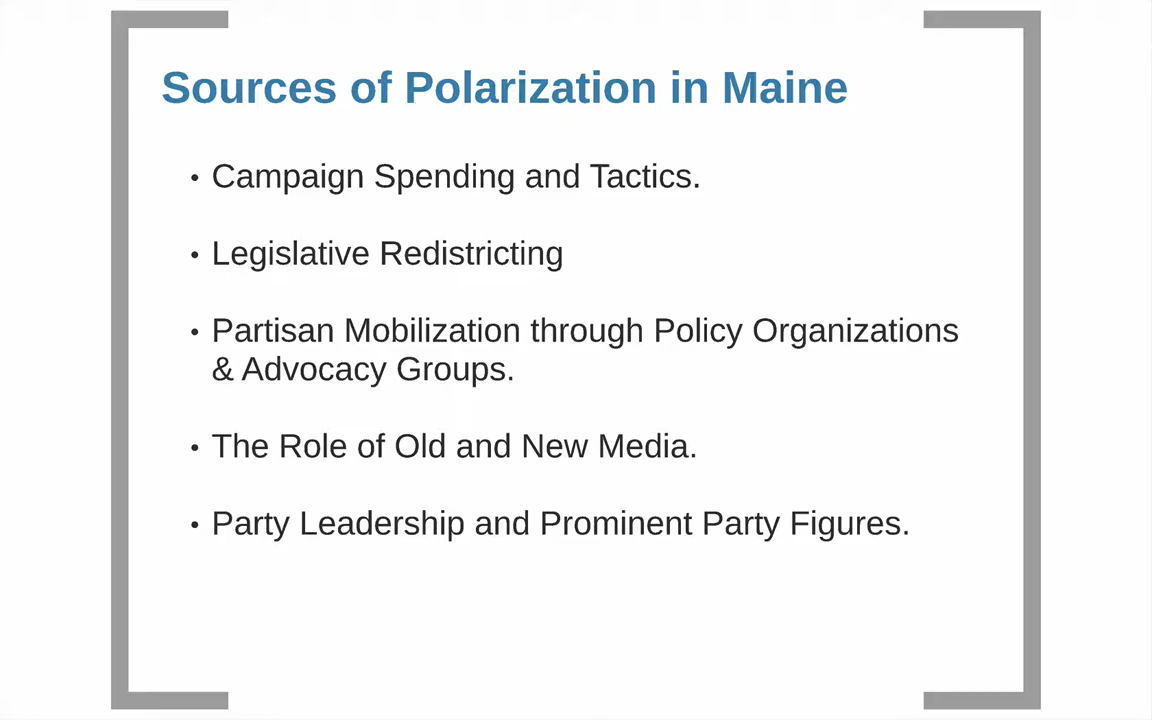 Sources of Polarization in Maine
• Campaign Spending and Tactics.
• Legislative Redistricting
• Partisan Mobilization through Policy Organizations
& Advocacy Groups.
• The Role of Old and New Media.
• Party Leadership and Prominent Party Figures.